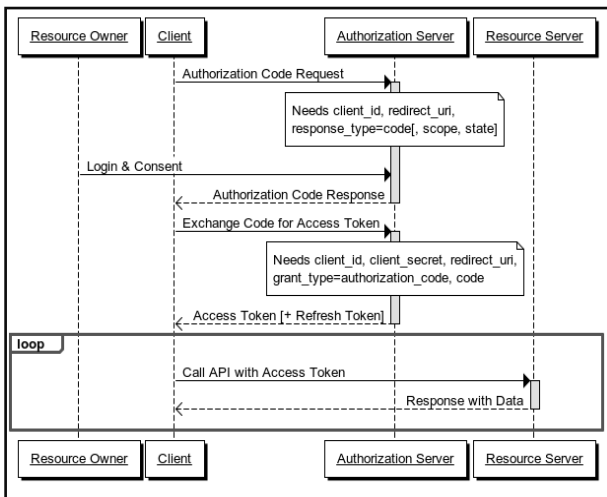 Resource Owner
Client
Authorization Server
Resource Server
Authorization Code Request
Needs client_id, redirect_uri,
response_type=code[, scope, state]
Login & Consent
Authorization Code Response
Exchange Code for Access Token
Needs client_id, client_secret, redirect_uri,
grant_type=authorization_code, code
Access Token [+ Refresh Token]
loop
Call API with Access Token
Response with Data
Resource Owner
Client
Authorization Server
Resource Server